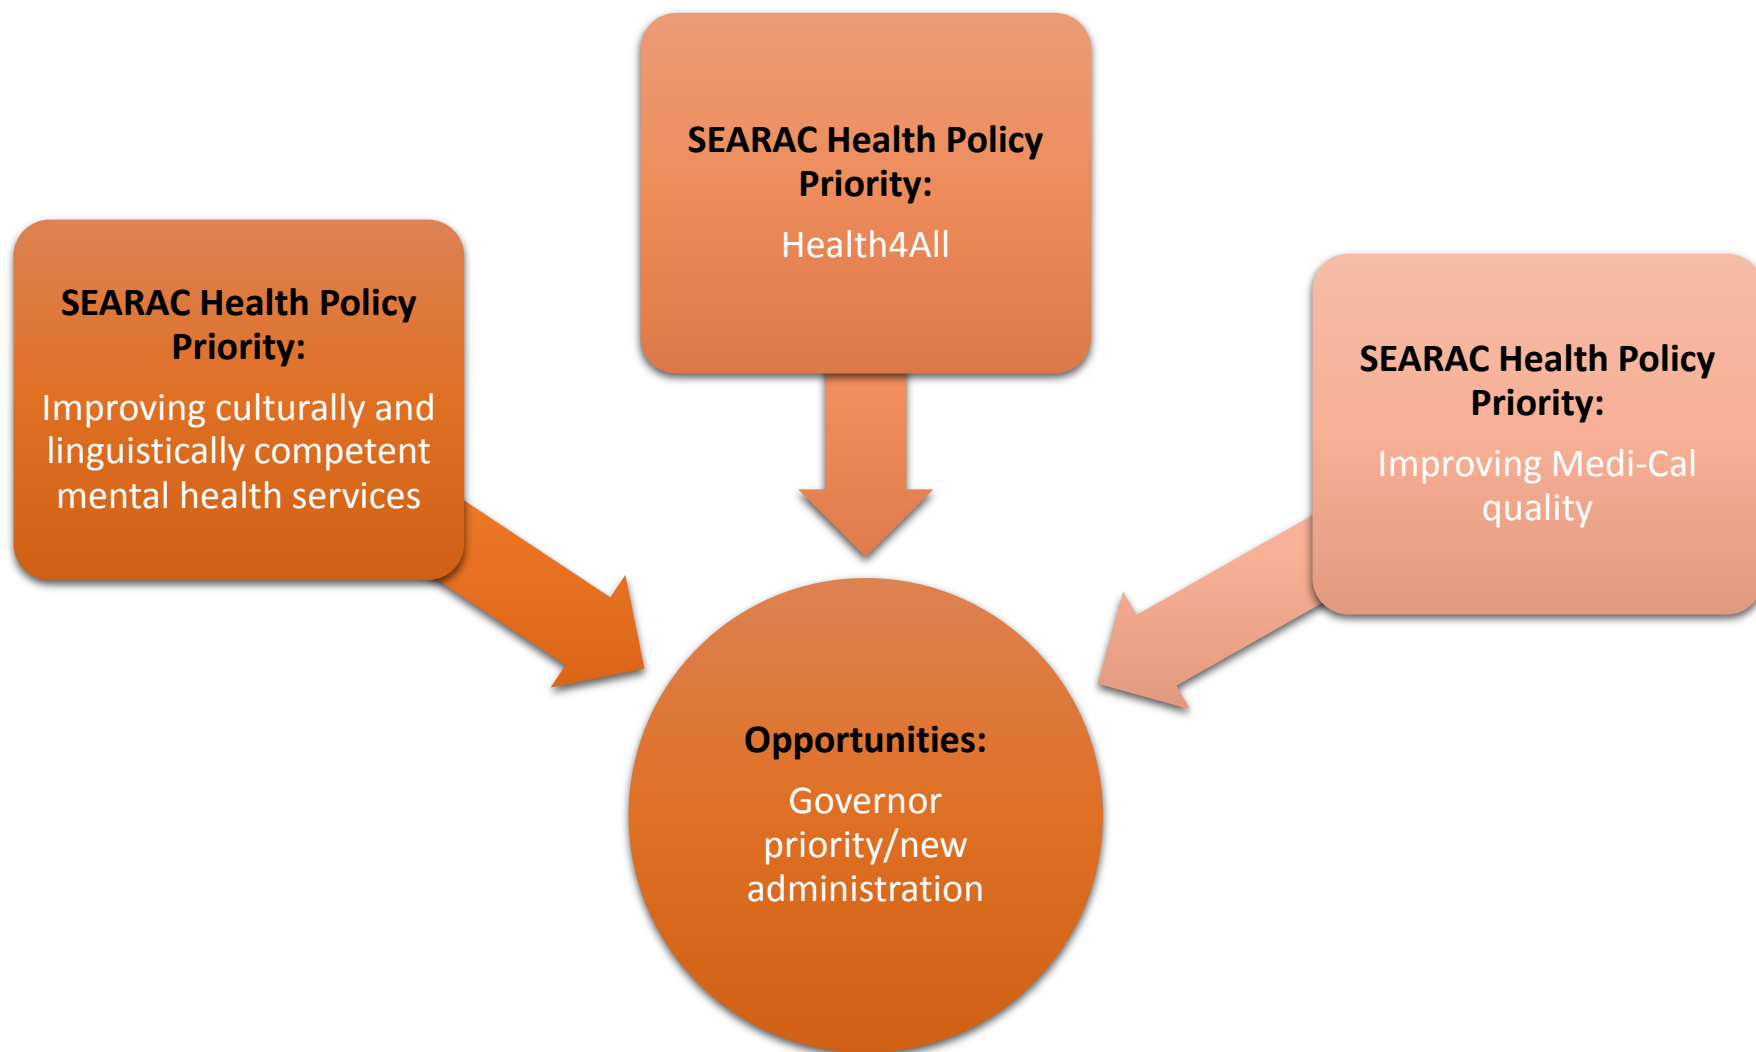 SEARAC Health Policy
Priority:
Improving culturally and
linguistically competent
mental health services
SEARAC Health Policy
Priority:
Health4All
SEARAC Health Policy
Priority:
Improving Medi-Cal
quality
Opportunities:
Governor
priority/new
administration